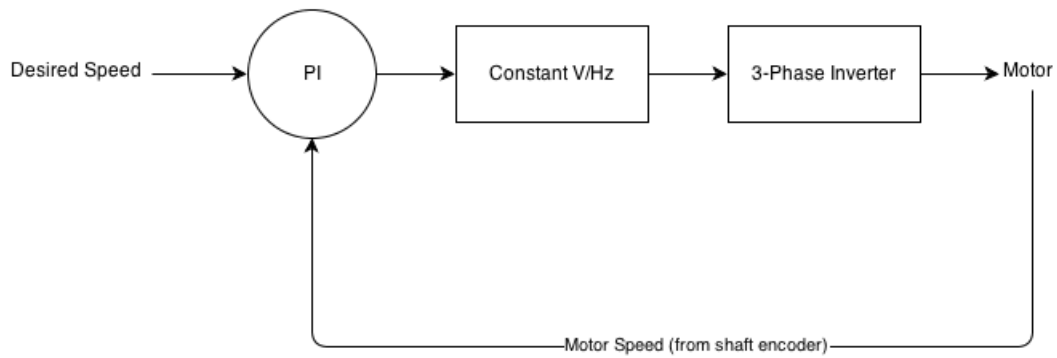 Desired Speed
PI
Constant V/Hz
3-Phase Inverter
Motor
Motor Speed (from shaft encoder)